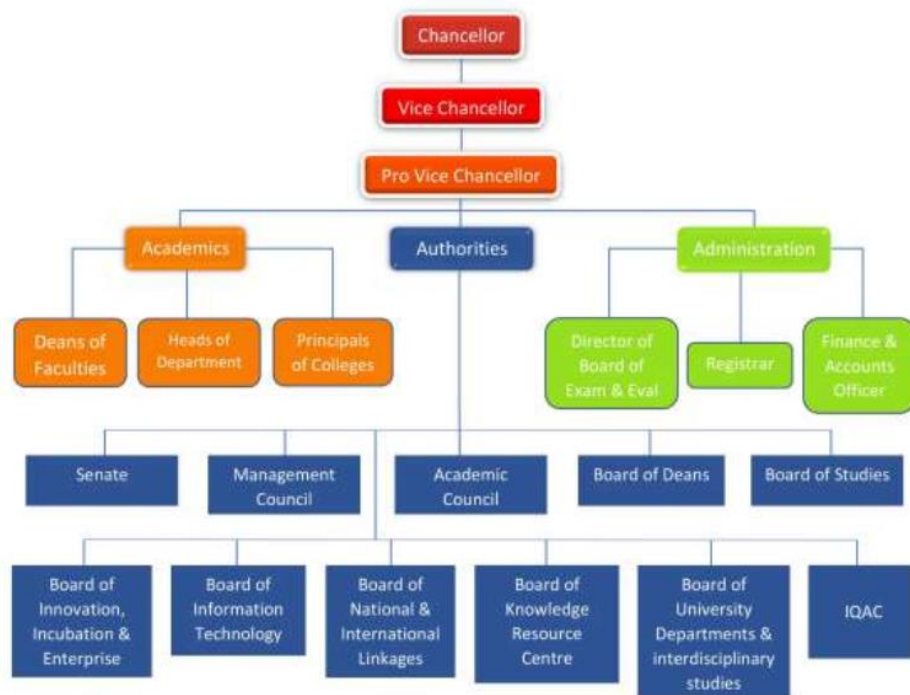 Chancellor
Vice Chancellor
Pro Vice Chancellor
Academics
Authorities
Administration
Deans of
Faculties
Heads of
Department
Principals
of Colleges
Director of
Board of
Exam & Eval
Registrar
Finance &
Accounts
Officer
Senate
Management
Council
Academic
Council
Board of Deans
Board of Studies
Board of
Innovation,
Incubation &
Enterprise
Board of
Information
Technology
Board of
National &
International
Linkages
Board of
Knowledge
Resource
Centre
Board of
University
Departments &
interdisciplinary
studies
IQAC